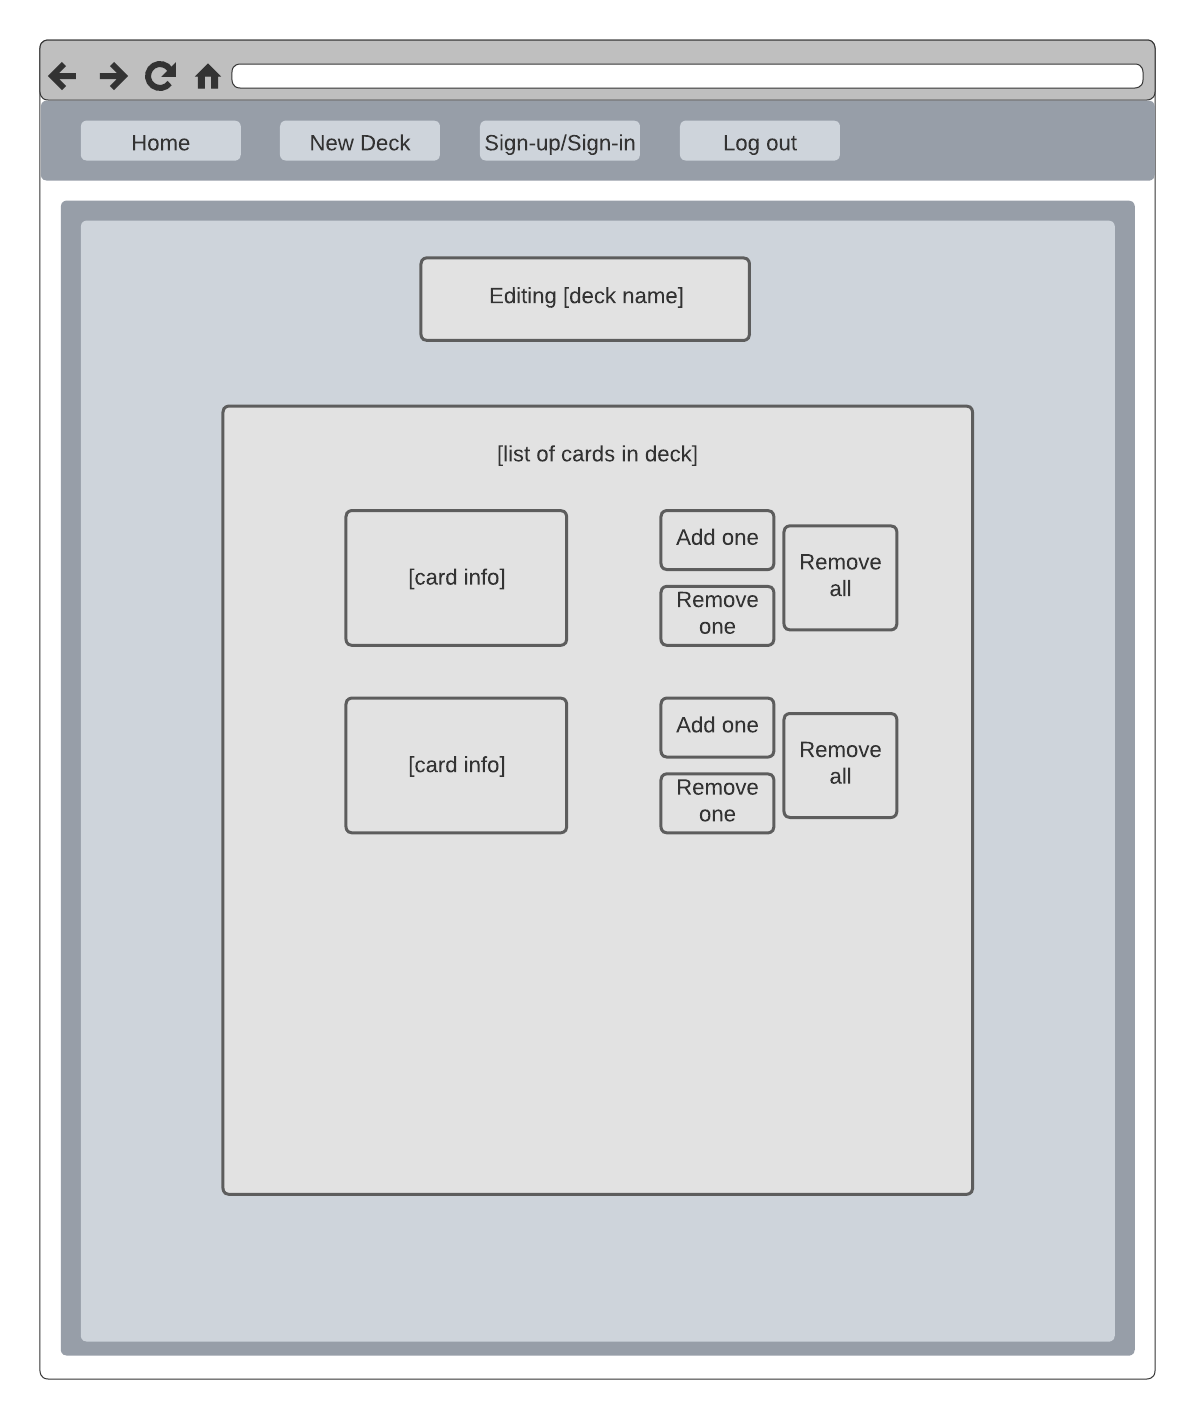 Home
New Deck
Sign-up/Sign-in
Log out
Editing [deck name]
[list of cards in deck]
[card info]
Add one
Remove
one
Remove
all
[card info]
Add one
Remove
one
Remove
all